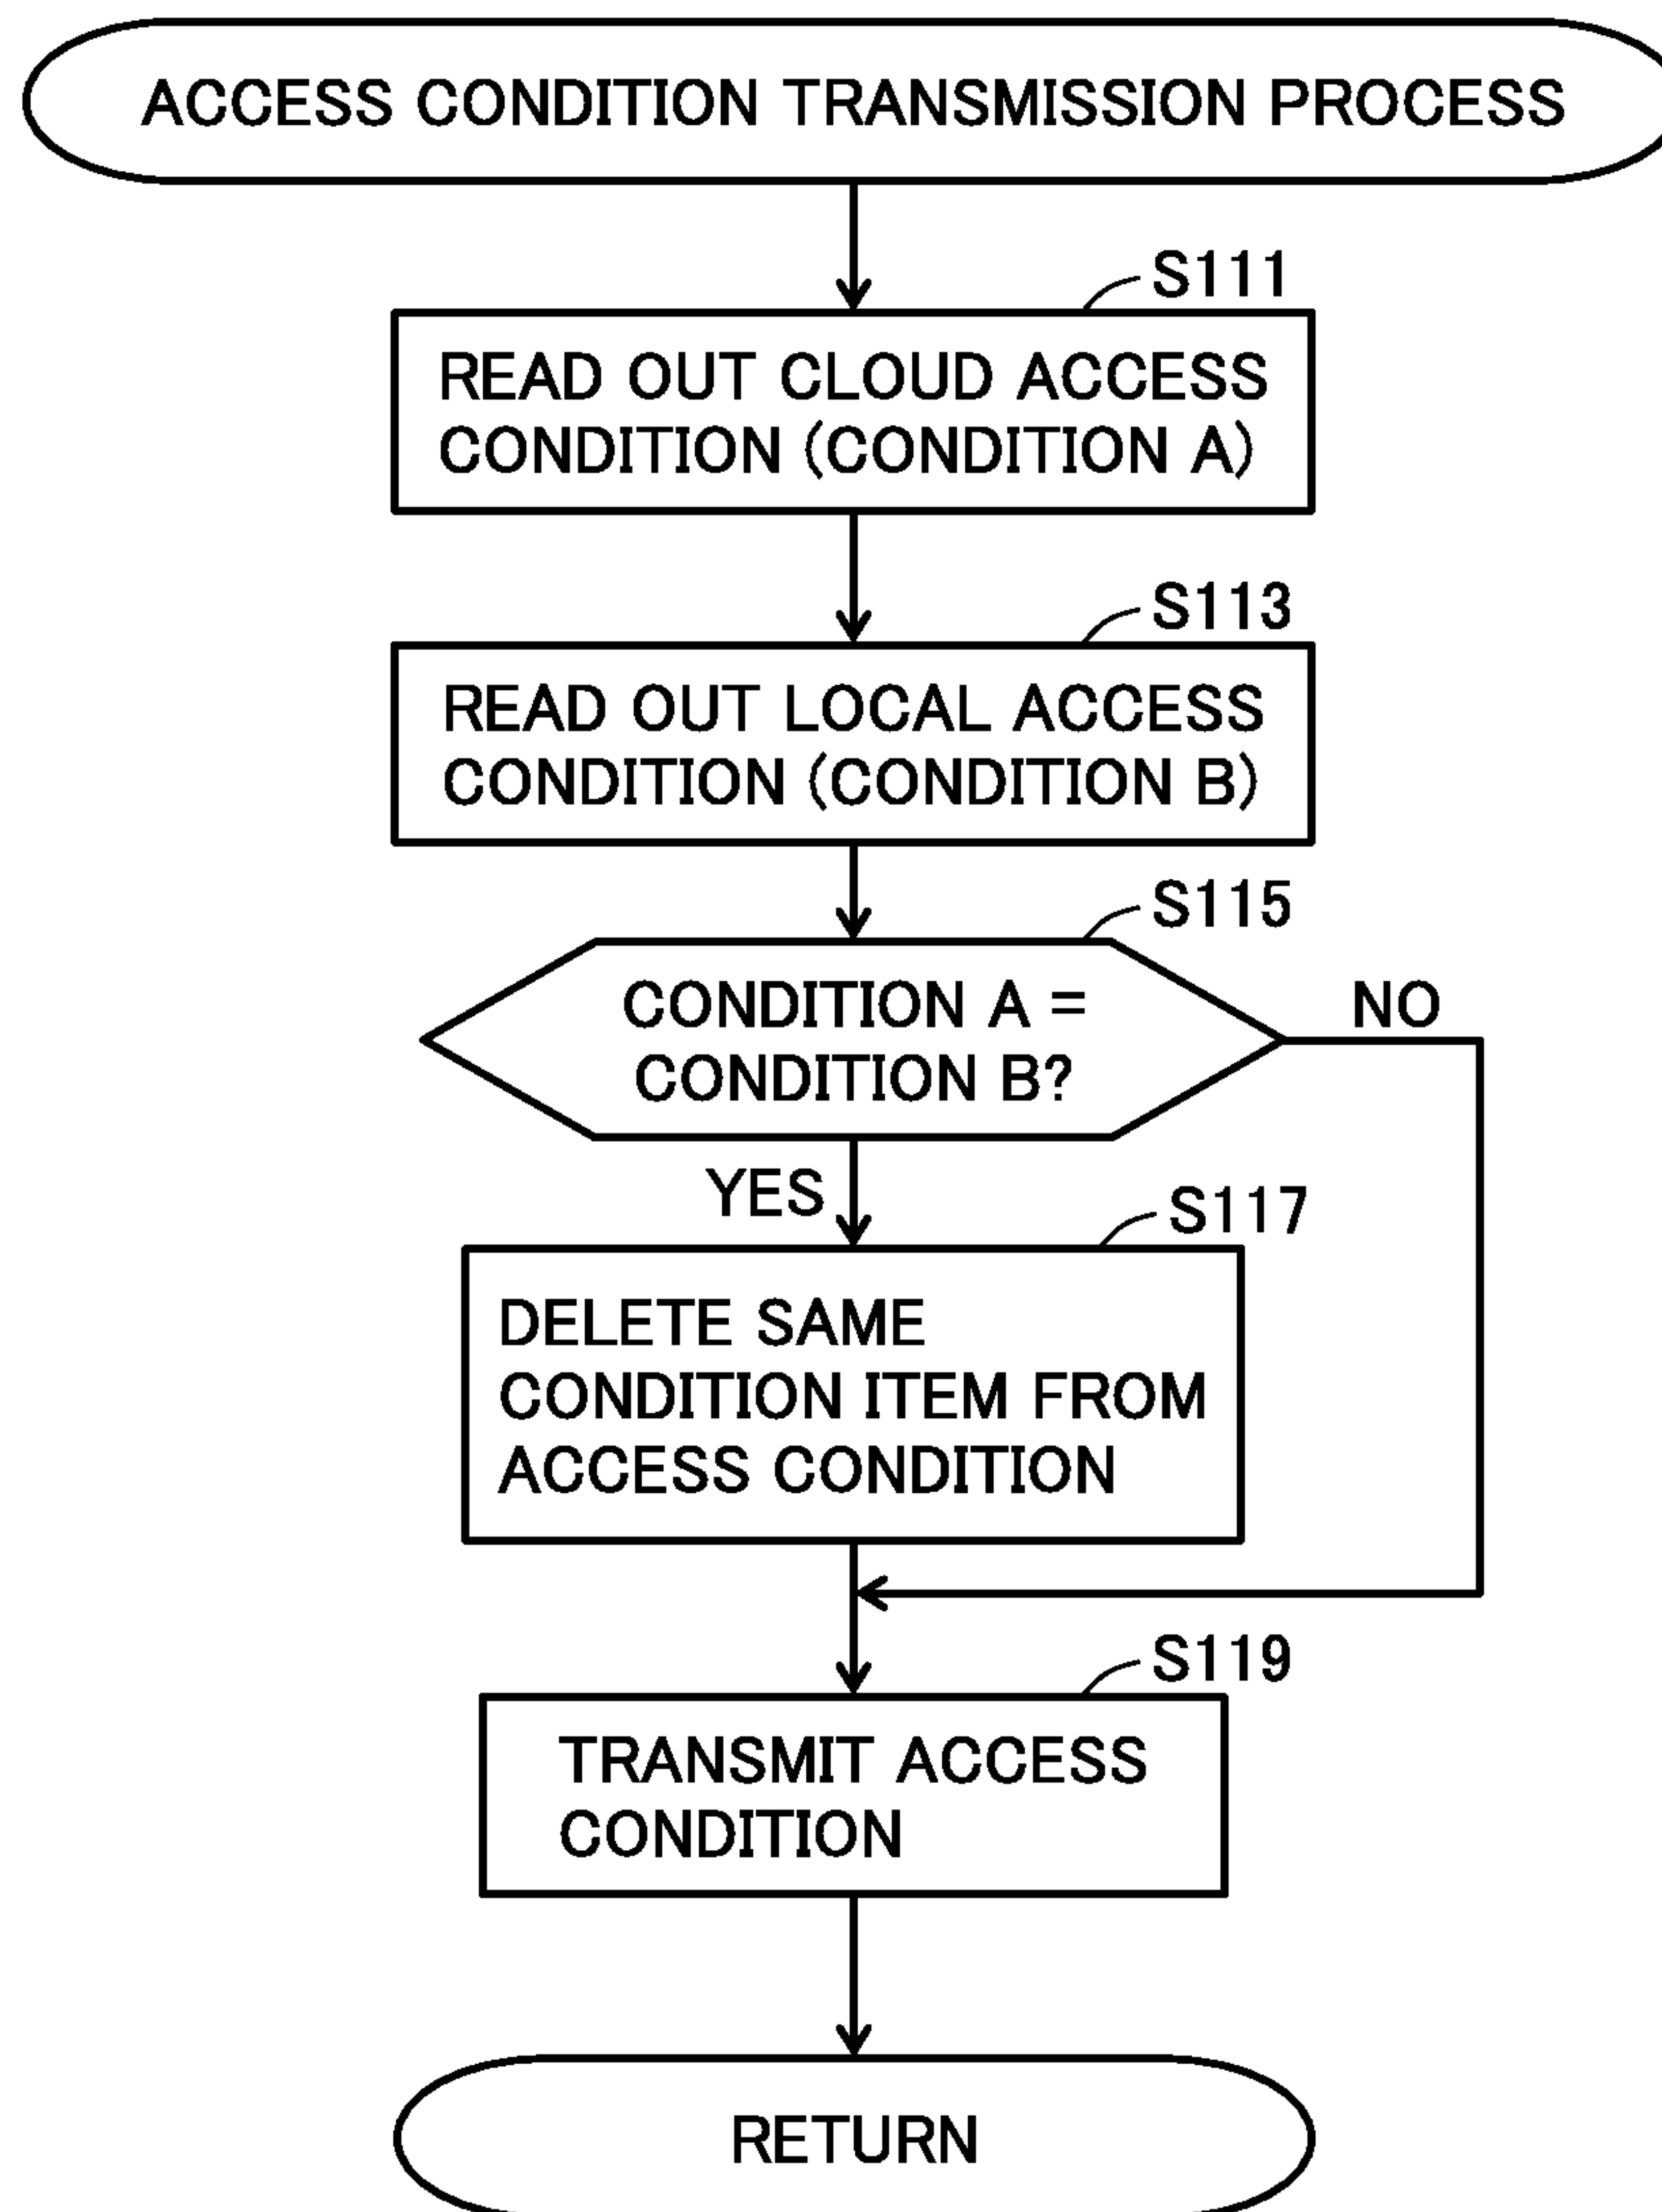 ACCESS CONDITION TRANSMISSION PROCESS
S111
READ OUT CLOUD ACCESS
CONDITION (CONDITION A)
S113
READ OUT LOCAL ACCESS
CONDITION (CONDITION B)
S115
CONDITION A =
CONDITION B?
NO
YES
S117
DELETE SAME
CONDITION ITEM FROM
ACCESS CONDITION
S119
TRANSMIT ACCESS
CONDITION
RETURN